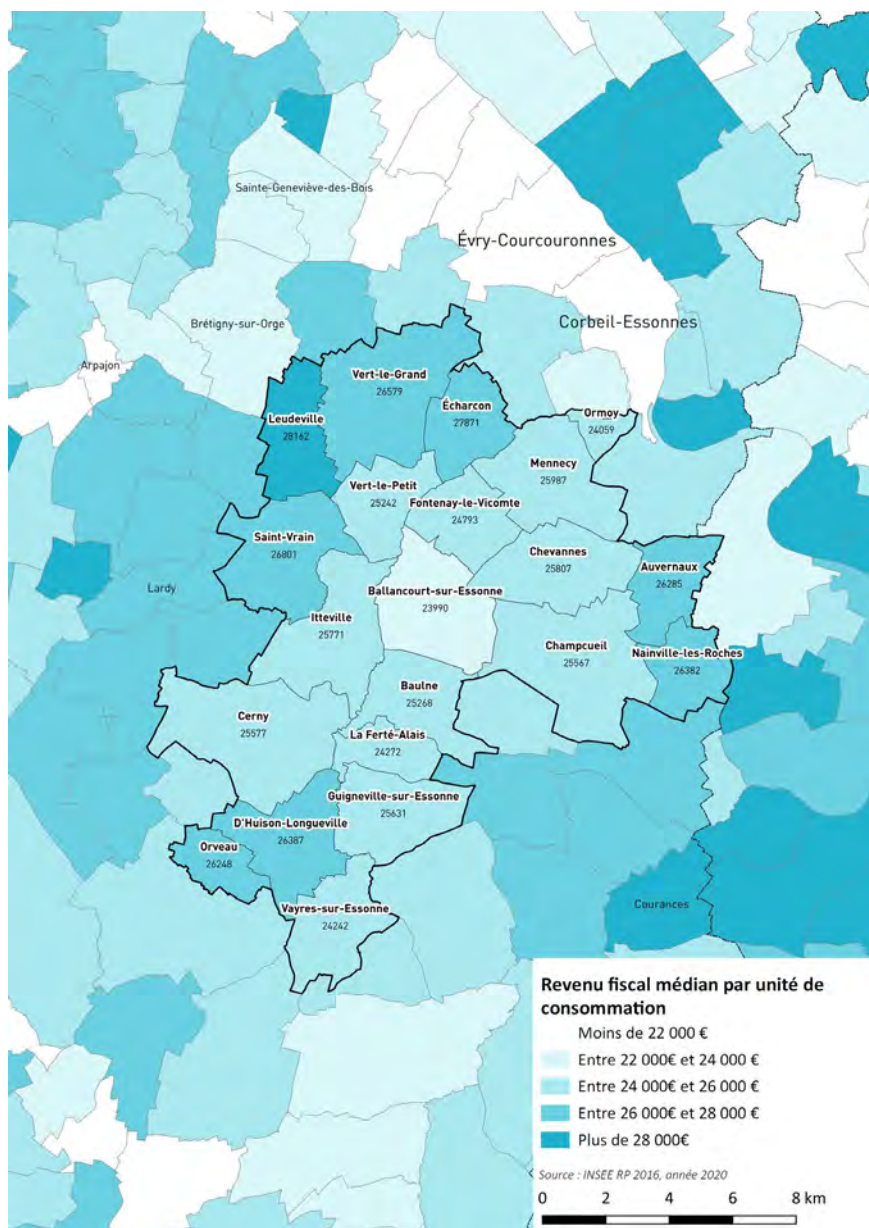 Sainte-Geneviève-des-Bois
Évry-Courcouronnes
Brétigny-sur-Orge
Corbeil-Essonnes
Arpajon
Vert-le-Grand
26579
Écharcon
27871
Leudeville
28162
Ormoy
24059
Mennecy
25987
Vert-le-Petit
25242
Fontenay-le-Vicomte
24793
Saint-Vrain
26801
Chevannes
25807
Auvernaux
26285
Lardy
Ballancourt-sur-Essonne
23990
Itteville
25771
Champcueil
25567
Nainville-les-Roches
26382
Baulne
25268
Cerny
25577
La Ferté-Alais
24272
Guigneville-sur-Essonne
25631
D'Huison-Longueville
26387
Orveau
26248
Vayres-sur-Essonne
24242
Courances
Revenu fiscal médian par unité de
consommation
Moins de 22 000 €
Entre 22 000€ et 24 000 €
Entre 24 000€ et 26 000 €
Entre 26 000€ et 28 000 €
Plus de 28 000€
Source : INSEE RP 2016, année 2020
0 2 4 6 8 km